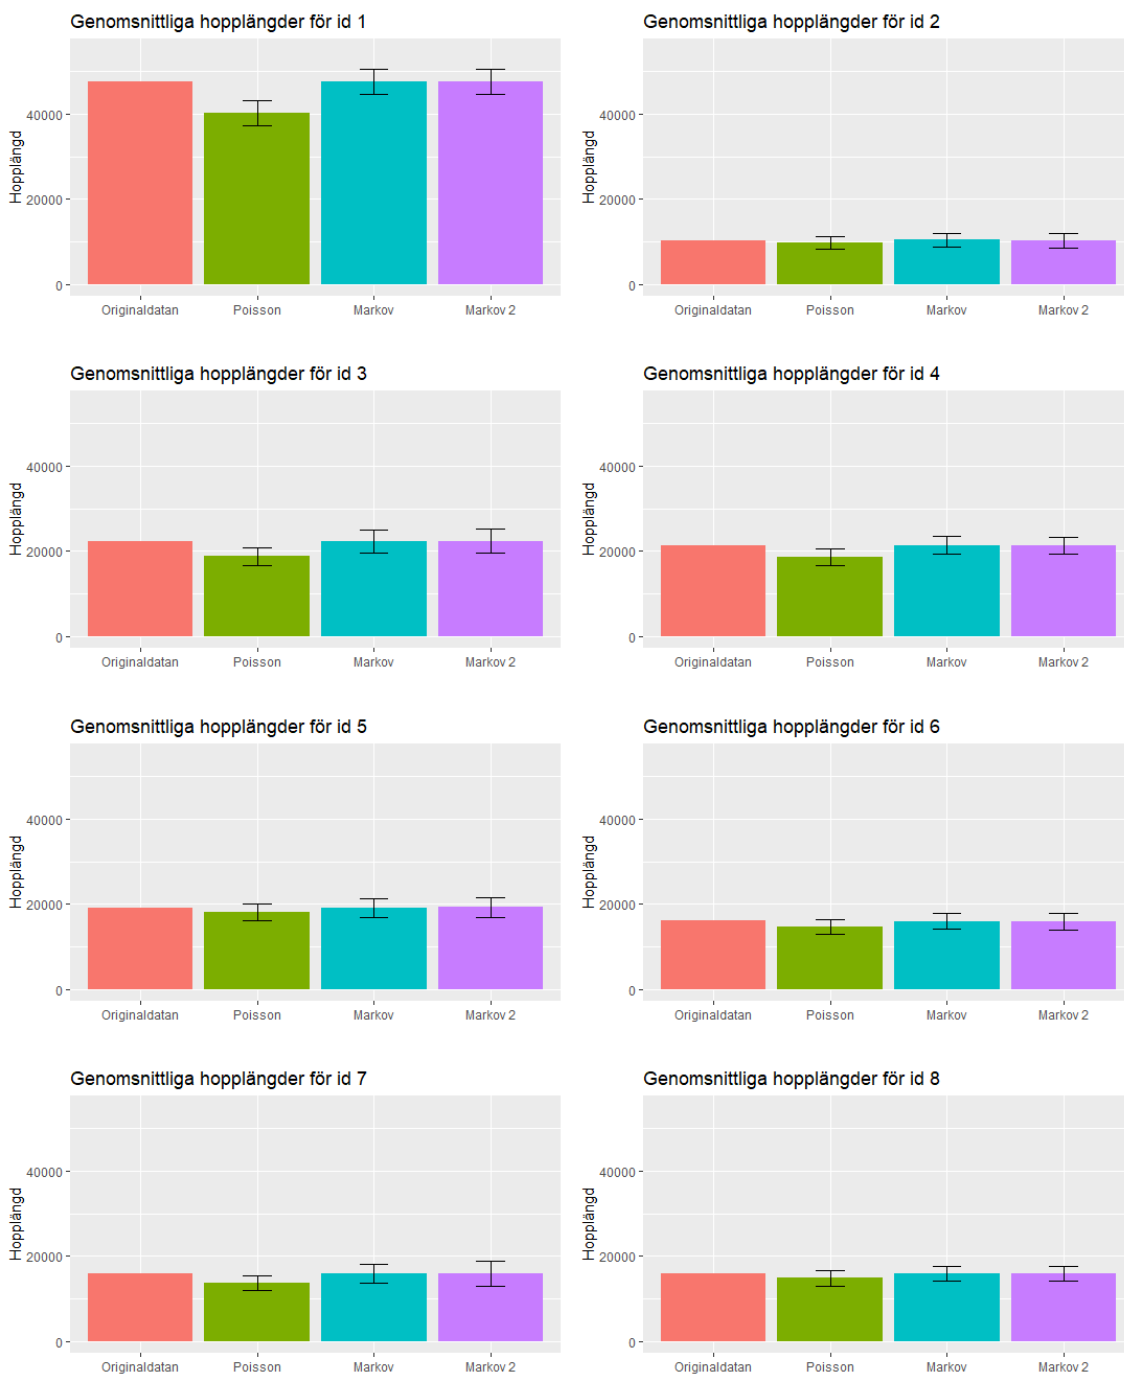 Genomsnittliga hopplängder för id 1
Hopplängd
40000
20000
0
Originaldatan Poisson Markov Markov 2
Genomsnittliga hopplängder för id 2
Hopplängd
40000
20000
0
Originaldatan Poisson Markov Markov 2
Genomsnittliga hopplängder för id 3
Hopplängd
40000
20000
0
Originaldatan Poisson Markov Markov 2
Genomsnittliga hopplängder för id 4
Hopplängd
40000
20000
0
Originaldatan Poisson Markov Markov 2
Genomsnittliga hopplängder för id 5
Hopplängd
40000
20000
0
Originaldatan Poisson Markov Markov 2
Genomsnittliga hopplängder för id 6
Hopplängd
40000
20000
0
Originaldatan Poisson Markov Markov 2
Genomsnittliga hopplängder för id 7
Hopplängd
40000
20000
0
Originaldatan Poisson Markov Markov 2
Genomsnittliga hopplängder för id 8
Hopplängd
40000
20000
0
Originaldatan Poisson Markov Markov 2